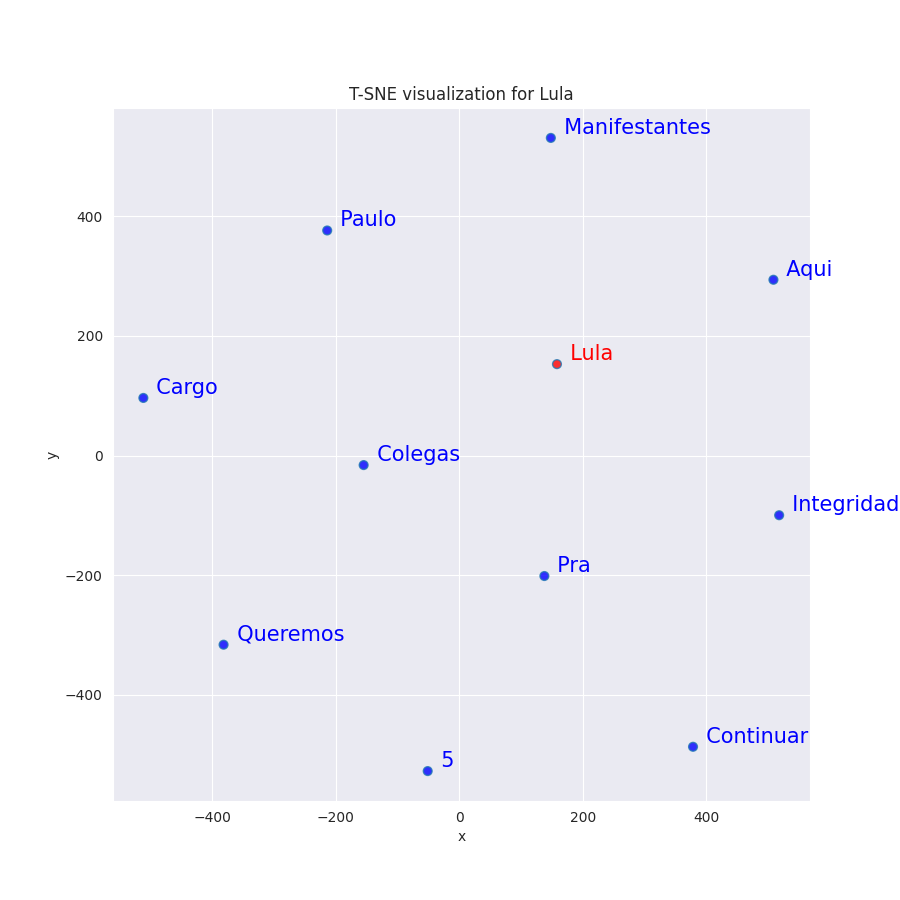 T-SNE visualization for Lula
Manifestantes
Paulo
Aqui
Lula
Cargo
Colegas
Integridad
Pra
Queremos
Continuar
5
400
200
0
−200
−400
y
−400
−200
0
200
400
x